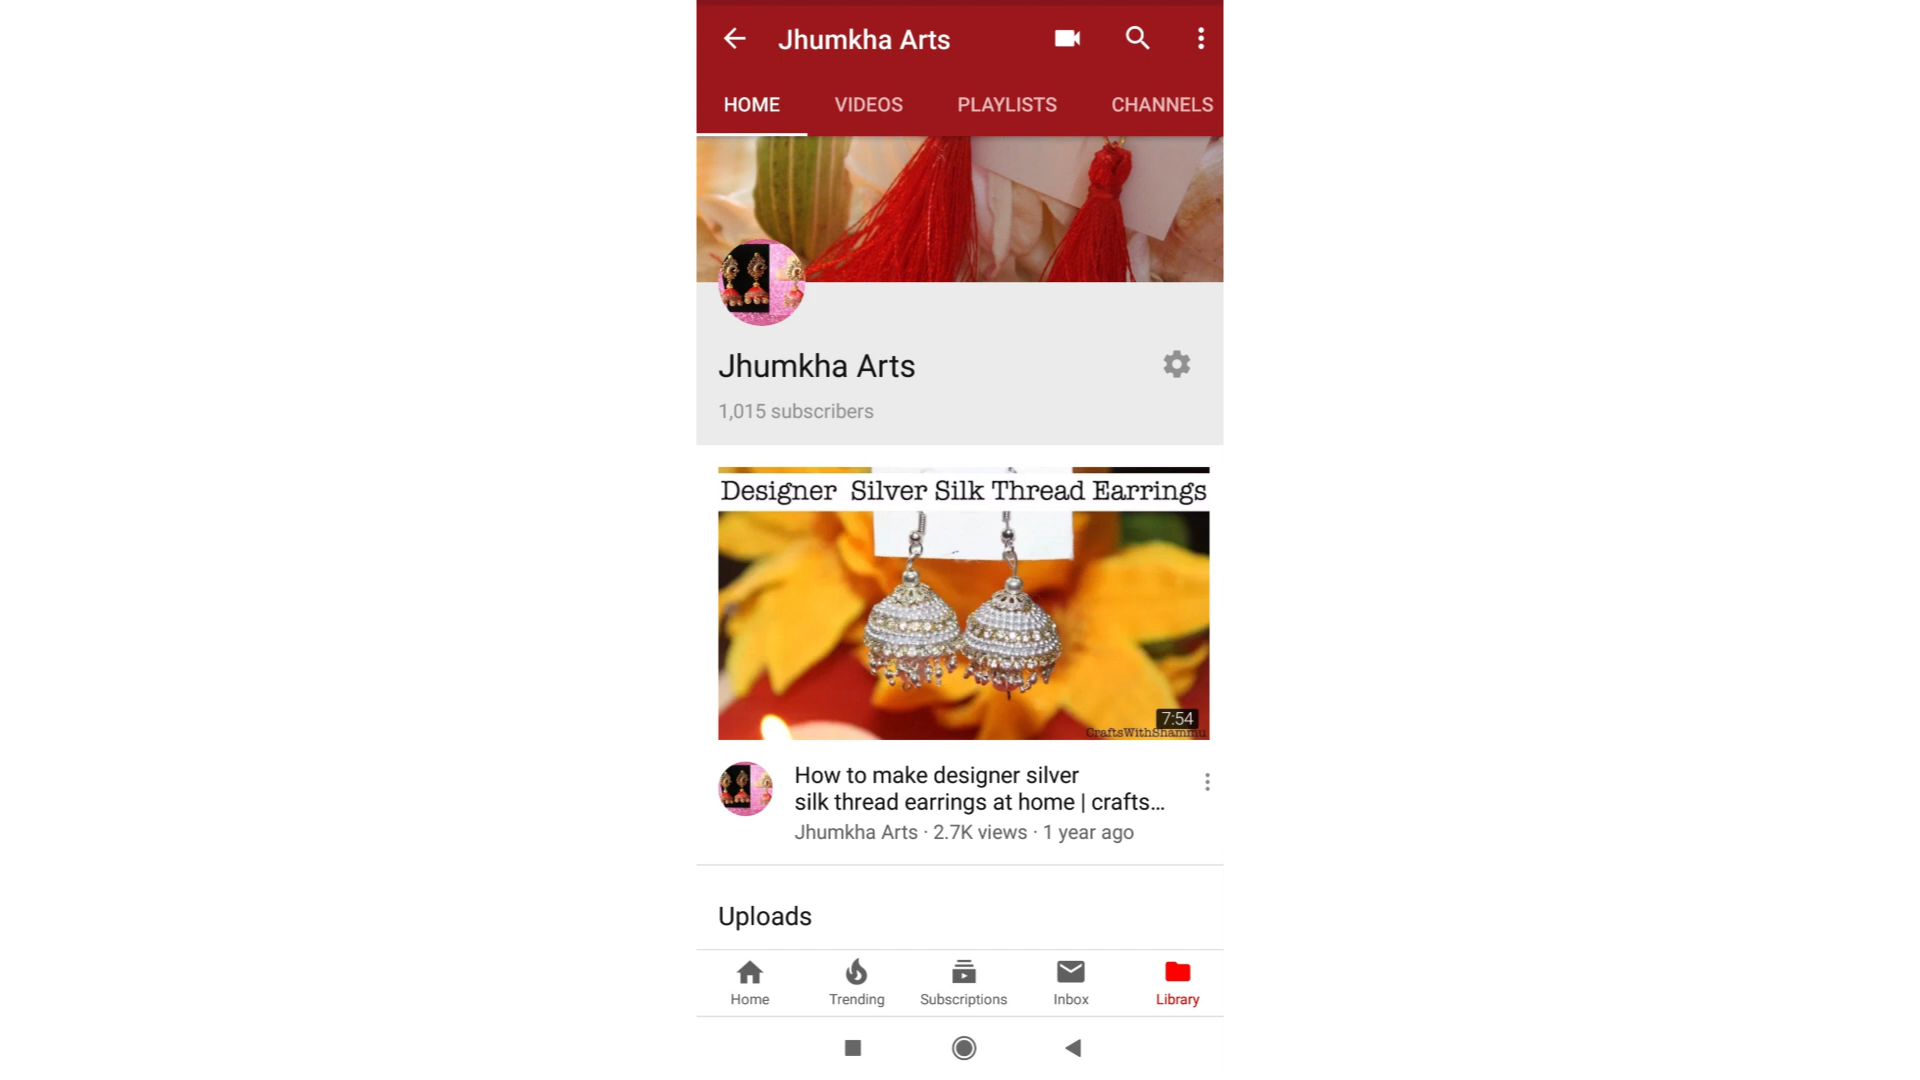 Jhumkha Arts
HOME VIDEOS PLAYLISTS CHANNELS
Jhumkha Arts
1,015 subscribers
Designer Silver Silk Thread Earrings
7:54
CraftsWithShammu
How to make designer silver
silk thread earrings at home | crafts...
Jhumkha Arts · 2.7K views · 1 year ago
Uploads
Home Trending Subscriptions Inbox Library